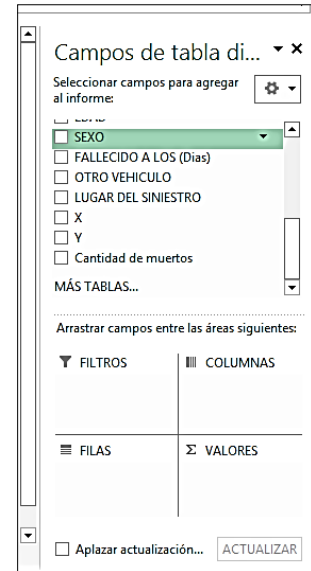 Campos de tabla di...
Seleccionar campos para agregar
al informe:
EDAD
SEXO
FALLECIDO A LOS (Dias)
OTRO VEHICULO
LUGAR DEL SINIESTRO
X
Y
Cantidad de muertos
MÁS TABLAS...
Arrastrar campos entre las áreas siguientes:
FILTROS
COLUMNAS
FILAS
Σ VALORES
Aplazar actualización...
ACTUALIZAR